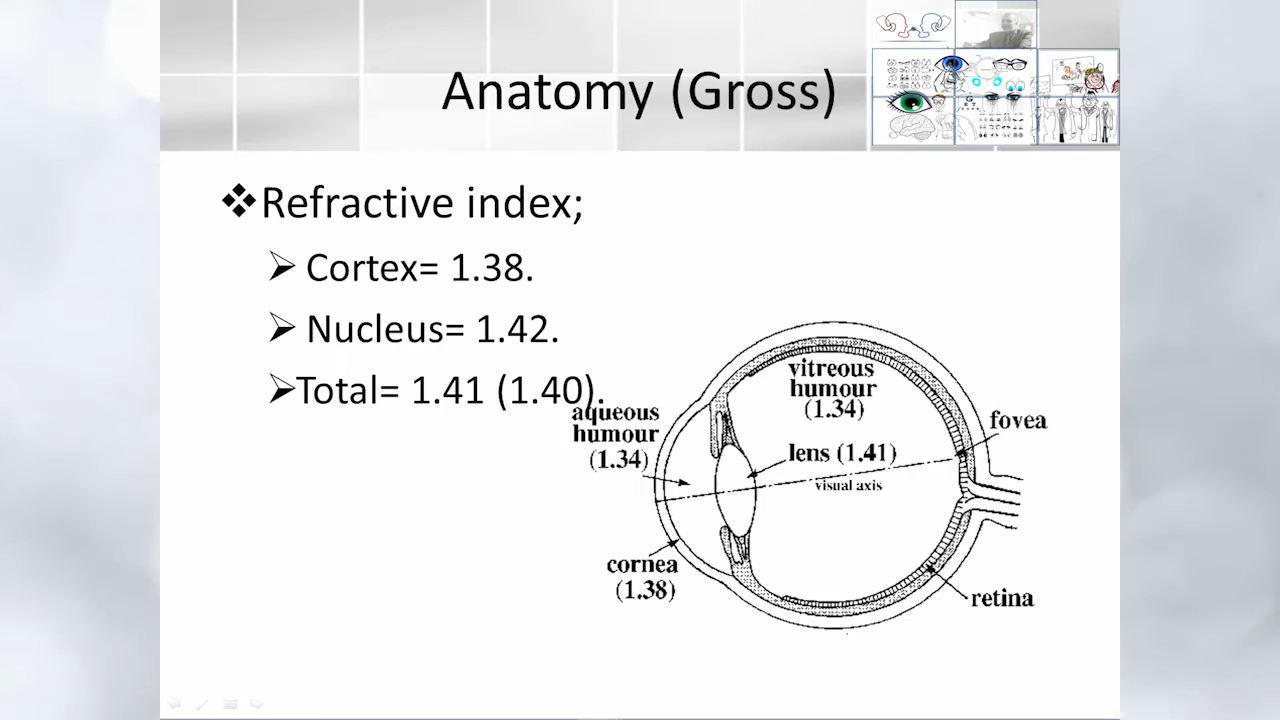 Anatomy (Gross)
❖Refractive index;
➢ Cortex= 1.38.
➢ Nucleus= 1.42.
➢Total= 1.41 (1.40).
vitreous
humour
(1.34)
aqueous
humour
(1.34)
fovea
lens (1.41)
visual axis
cornea
(1.38)
retina